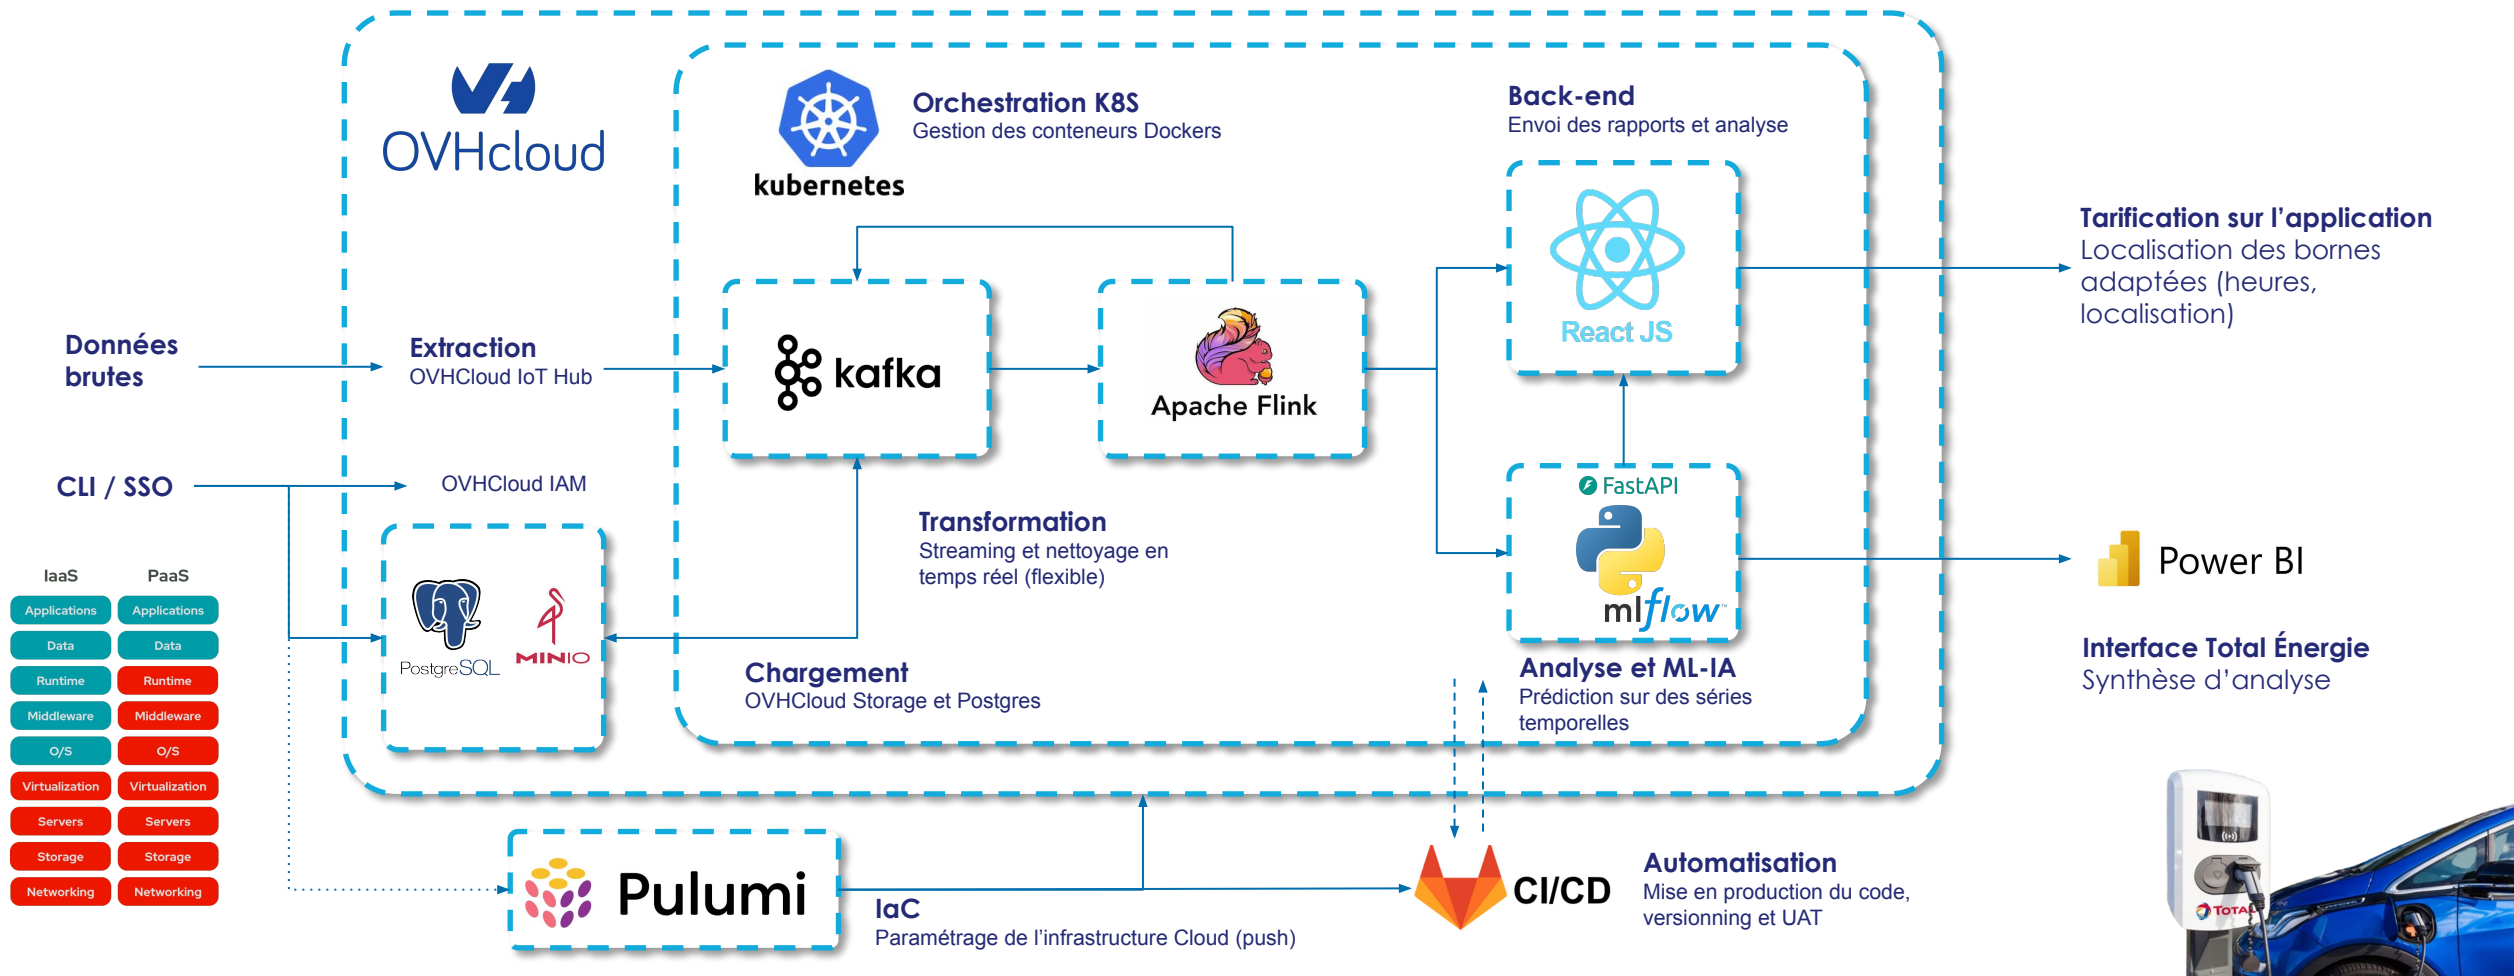 OVHcloud
kubernetes
Orchestration K8S
Gestion des conteneurs Dockers
Back-end
Envoi des rapports et analyse
React JS
Tarification sur l'application
Localisation des bornes
adaptées (heures,
localisation)
Données
brutes
Extraction
OVHCloud IoT Hub
kafka
Apache Flink
CLI / SSO
OVHCloud IAM
PostgreSQL
MINIO
Transformation
Streaming et nettoyage en
temps réel (flexible)
Chargement
OVHCloud Storage et Postgres
FastAPI
mlflow™
Analyse et ML-IA
Prédiction sur des séries
temporelles
Power BI
Interface Total Énergie
Synthèse d'analyse
IaaS PaaS
Applications Applications
Data Data
Runtime Runtime
Middleware Middleware
O/S O/S
Virtualization Virtualization
Servers Servers
Storage Storage
Networking Networking
Pulumi
IaC
Paramétrage de l'infrastructure Cloud (push)
CI/CD
Automatisation
Mise en production du code,
versionning et UAT
TOTAL